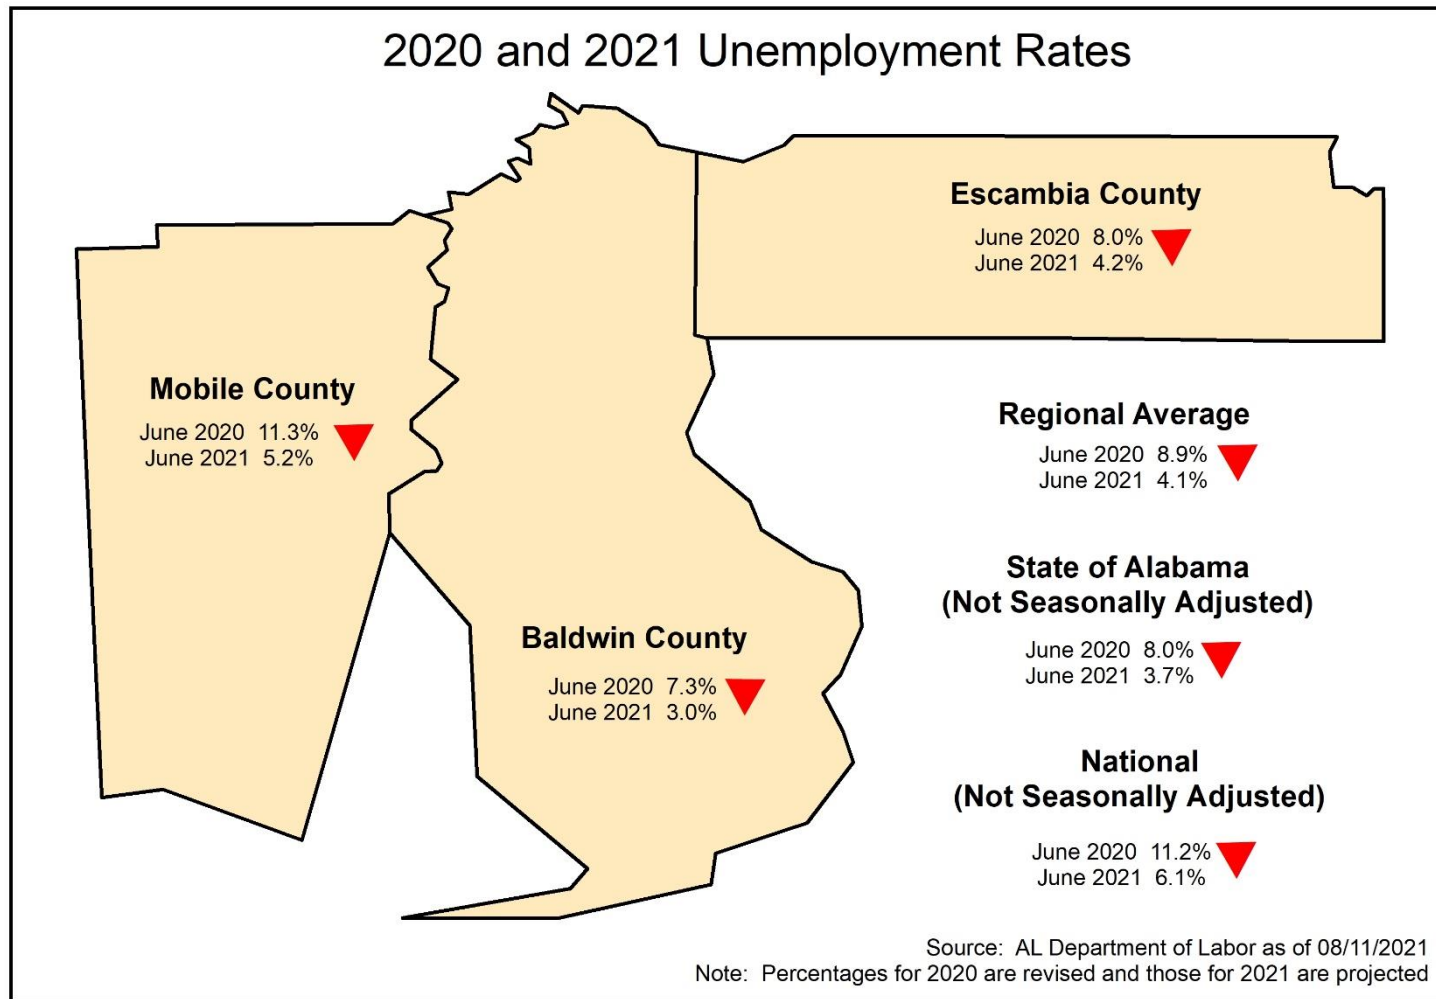 2020 and 2021 Unemployment Rates
Escambia County
June 2020 8.0%
June 2021 4.2%
Mobile County
June 2020 11.3%
June 2021 5.2%
Regional Average
June 2020 8.9%
June 2021 4.1%
State of Alabama
(Not Seasonally Adjusted)
June 2020 8.0%
June 2021 3.7%
Baldwin County
June 2020 7.3%
June 2021 3.0%
National
(Not Seasonally Adjusted)
June 2020 11.2%
June 2021 6.1%
Source: AL Department of Labor as of 08/11/2021
Note: Percentages for 2020 are revised and those for 2021 are projected